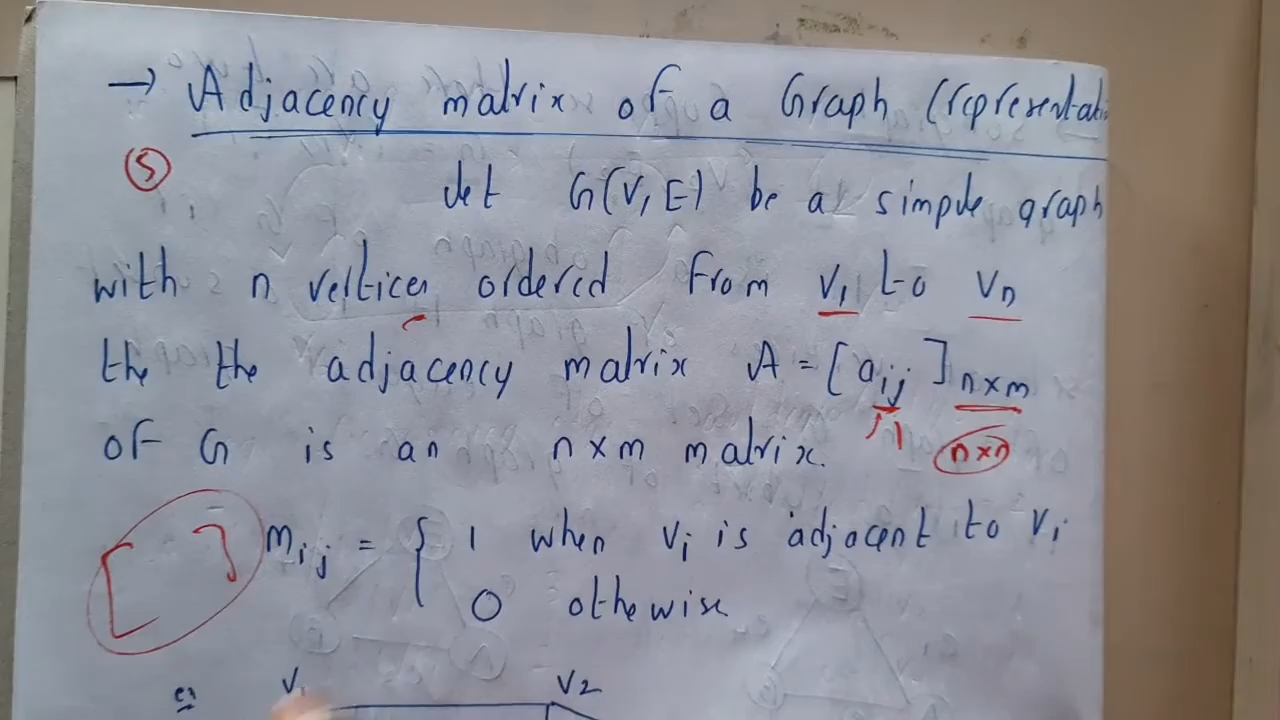 → Adjacency matrix of a Graph (representati
5 Let G(V, E) be a simple graph
with n vertices ordered From v1 to vn
the the adjacency matrix A = [aij]n×m
of G is an n×m matrix. n×n
mij = { 1 when vi is adjacent to vi
0 otherwise
eg V1 V2